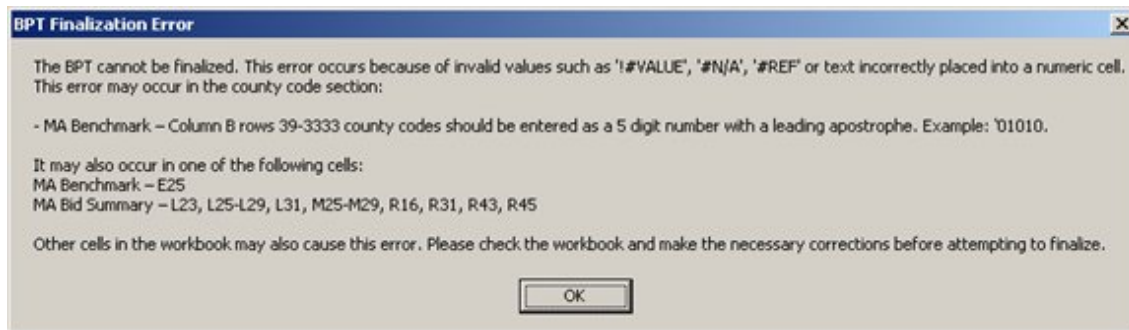 BPT Finalization Error
The BPT cannot be finalized. This error occurs because of invalid values such as '!#VALUE', '#N/A', '#REF' or text incorrectly placed into a numeric cell.
This error may occur in the county code section:
- MA Benchmark – Column B rows 39-3333 county codes should be entered as a 5 digit number with a leading apostrophe. Example: '01010.
It may also occur in one of the following cells:
MA Benchmark – E25
MA Bid Summary – L23, L25-L29, L31, M25-M29, R16, R31, R43, R45
Other cells in the workbook may also cause this error. Please check the workbook and make the necessary corrections before attempting to finalize.
OK